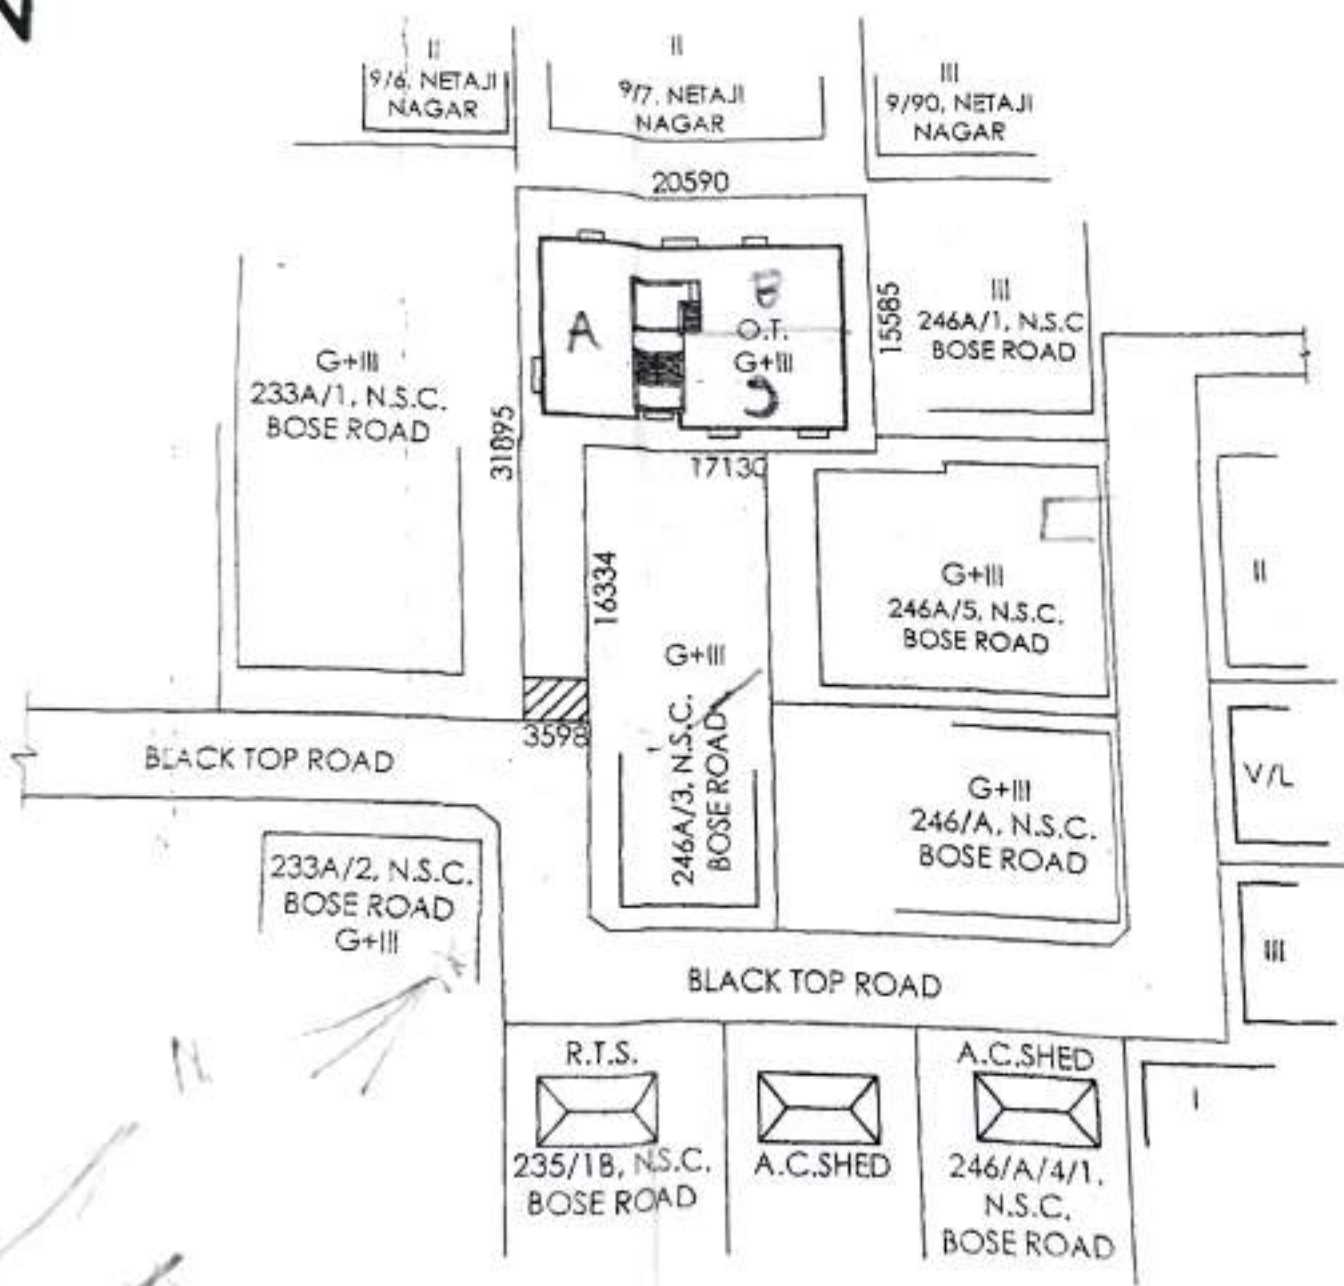 II
9/6, NETAJI
NAGAR
II
9/7, NETAJI
NAGAR
III
9/90, NETAJI
NAGAR
20590
A
B
O.T.
G+III
15585
III
246A/1, N.S.C
BOSE ROAD
G+III
233A/1, N.S.C.
BOSE ROAD
31895
17130
16334
G+III
246A/5, N.S.C.
BOSE ROAD
II
G+III
246A/3, N.S.C.
BOSE ROAD
3598
BLACK TOP ROAD
G+III
246/A, N.S.C.
BOSE ROAD
V/L
233A/2, N.S.C.
BOSE ROAD
G+III
III
BLACK TOP ROAD
R.T.S.
235/1B, N.S.C.
BOSE ROAD
A.C.SHED
A.C.SHED
246/A/4/1,
N.S.C.
BOSE ROAD
I